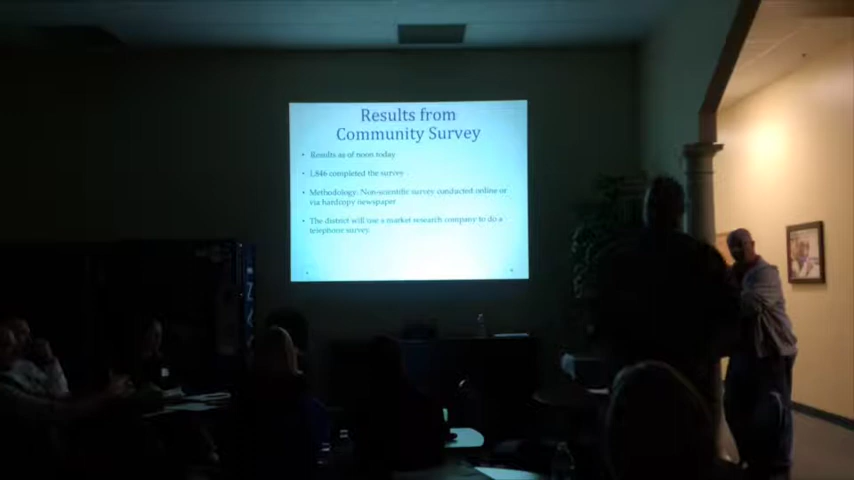 Results from
Community Survey
• Results as of noon today
• 1,846 completed the survey
• Methodology: Non-scientific survey conducted online or
via hardcopy newspaper
• The district will use a market research company to do a
telephone survey.